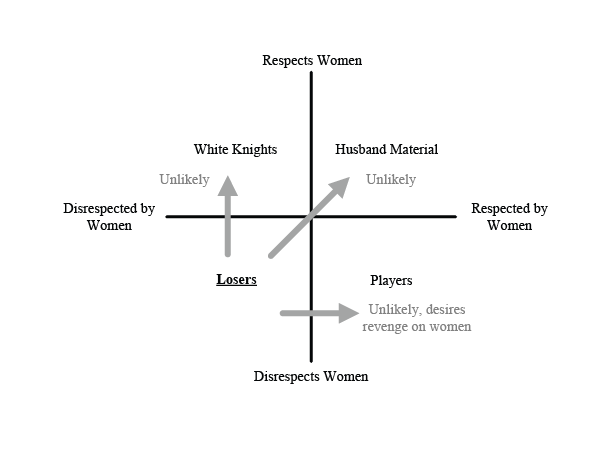 Respects Women
White Knights
Husband Material
Unlikely
Unlikely
Disrespected by
Women
Respected by
Women
Losers
Players
Unlikely, desires
revenge on women
Disrespects Women